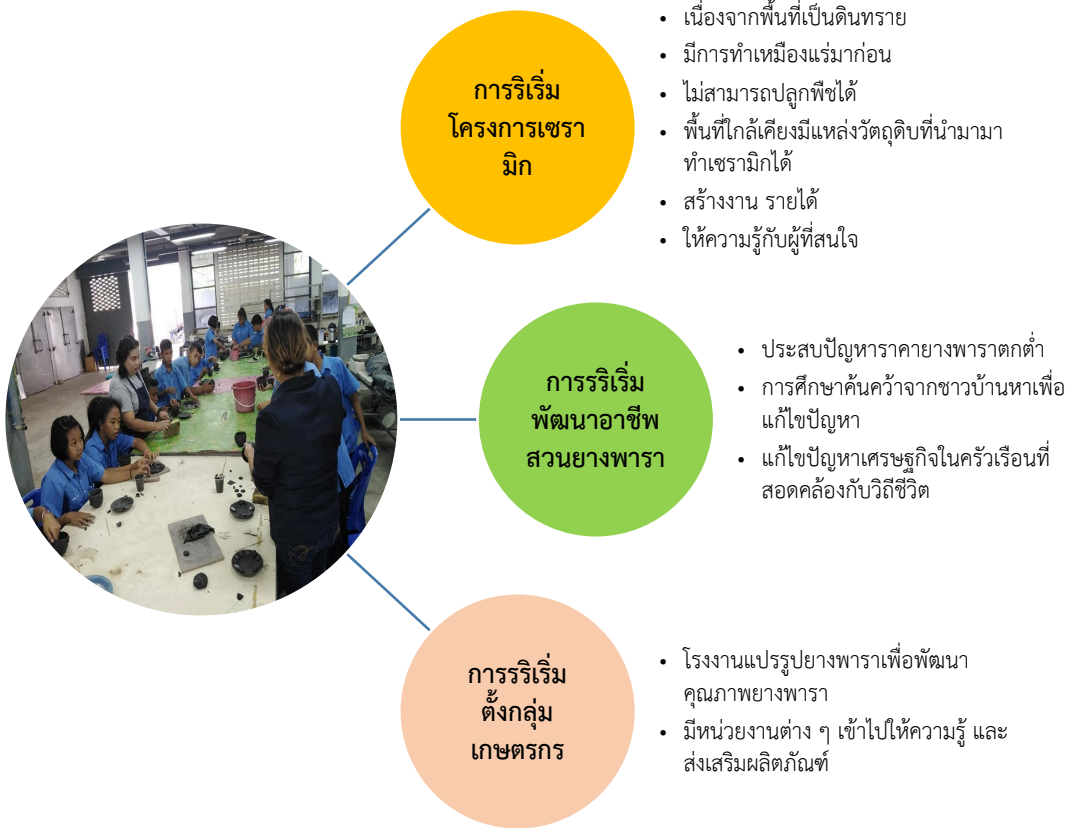 การริเริ่ม
โครงการเซรา
มิก
• เนื่องจากพื้นที่เป็นดินทราย
• มีการทำเหมืองแร่มาก่อน
• ไม่สามารถปลูกพืชได้
• พื้นที่ใกล้เคียงมีแหล่งวัตถุดิบที่นำมามา
ทำเซรามิกได้
• สร้างงาน รายได้
• ให้ความรู้กับผู้ที่สนใจ
การรริเริ่ม
พัฒนาอาชีพ
สวนยางพารา
• ประสบปัญหาราคายางพาราตกต่ำ
• การศึกษาค้นคว้าจากชาวบ้านหาเพื่อ
แก้ไขปัญหา
• แก้ไขปัญหาเศรษฐกิจในครัวเรือนที่
สอดคล้องกับวิถีชีวิต
การรริเริ่ม
ตั้งกลุ่ม
เกษตรกร
• โรงงานแปรรูปยางพาราเพื่อพัฒนา
คุณภาพยางพารา
• มีหน่วยงานต่าง ๆ เข้าไปให้ความรู้ และ
ส่งเสริมผลิตภัณฑ์